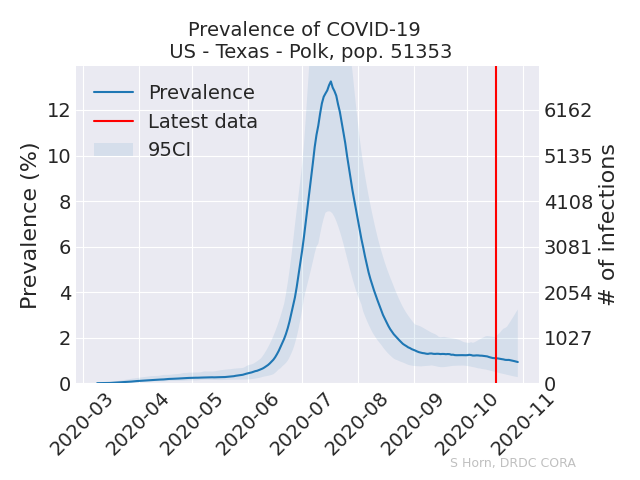 Prevalence of COVID-19
US - Texas - Polk, pop. 51353
Prevalence
Latest data
95CI
Prevalence (%)
12
10
8
6
4
2
0
6162
5135
4108
3081
2054
1027
0
# of infections
2020-03
2020-04
2020-05
2020-06
2020-07
2020-08
2020-09
2020-10
2020-11
S Horn, DRDC CORA